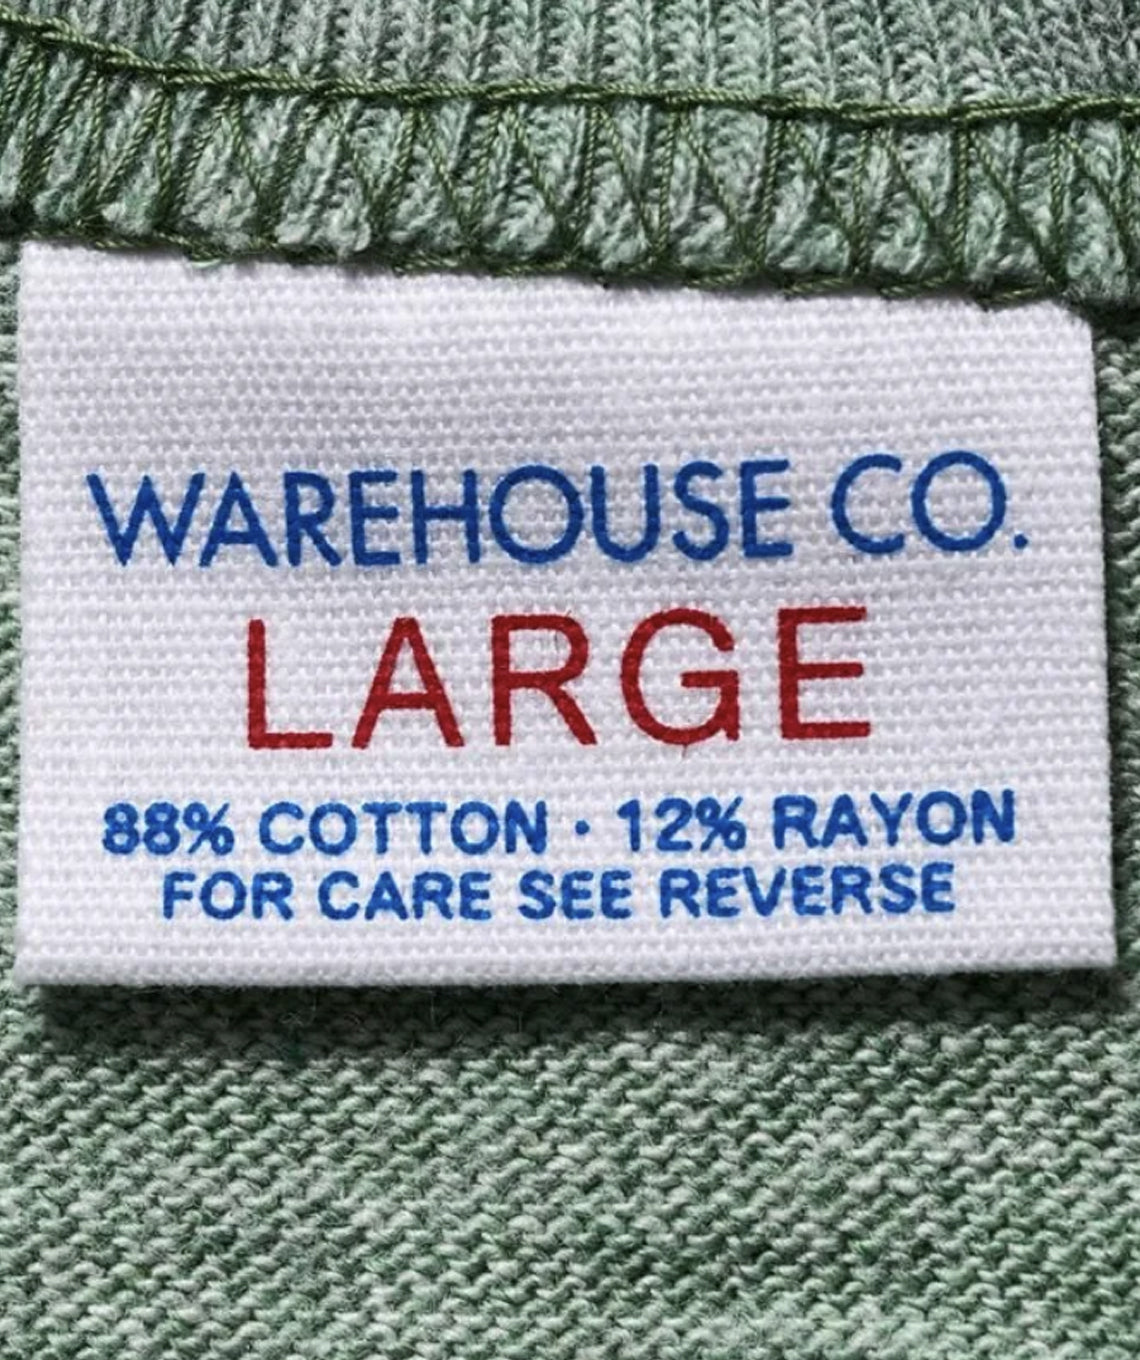 WAREHOUSE CO.
LARGE
88% COTTON · 12% RAYON
FOR CARE SEE REVERSE